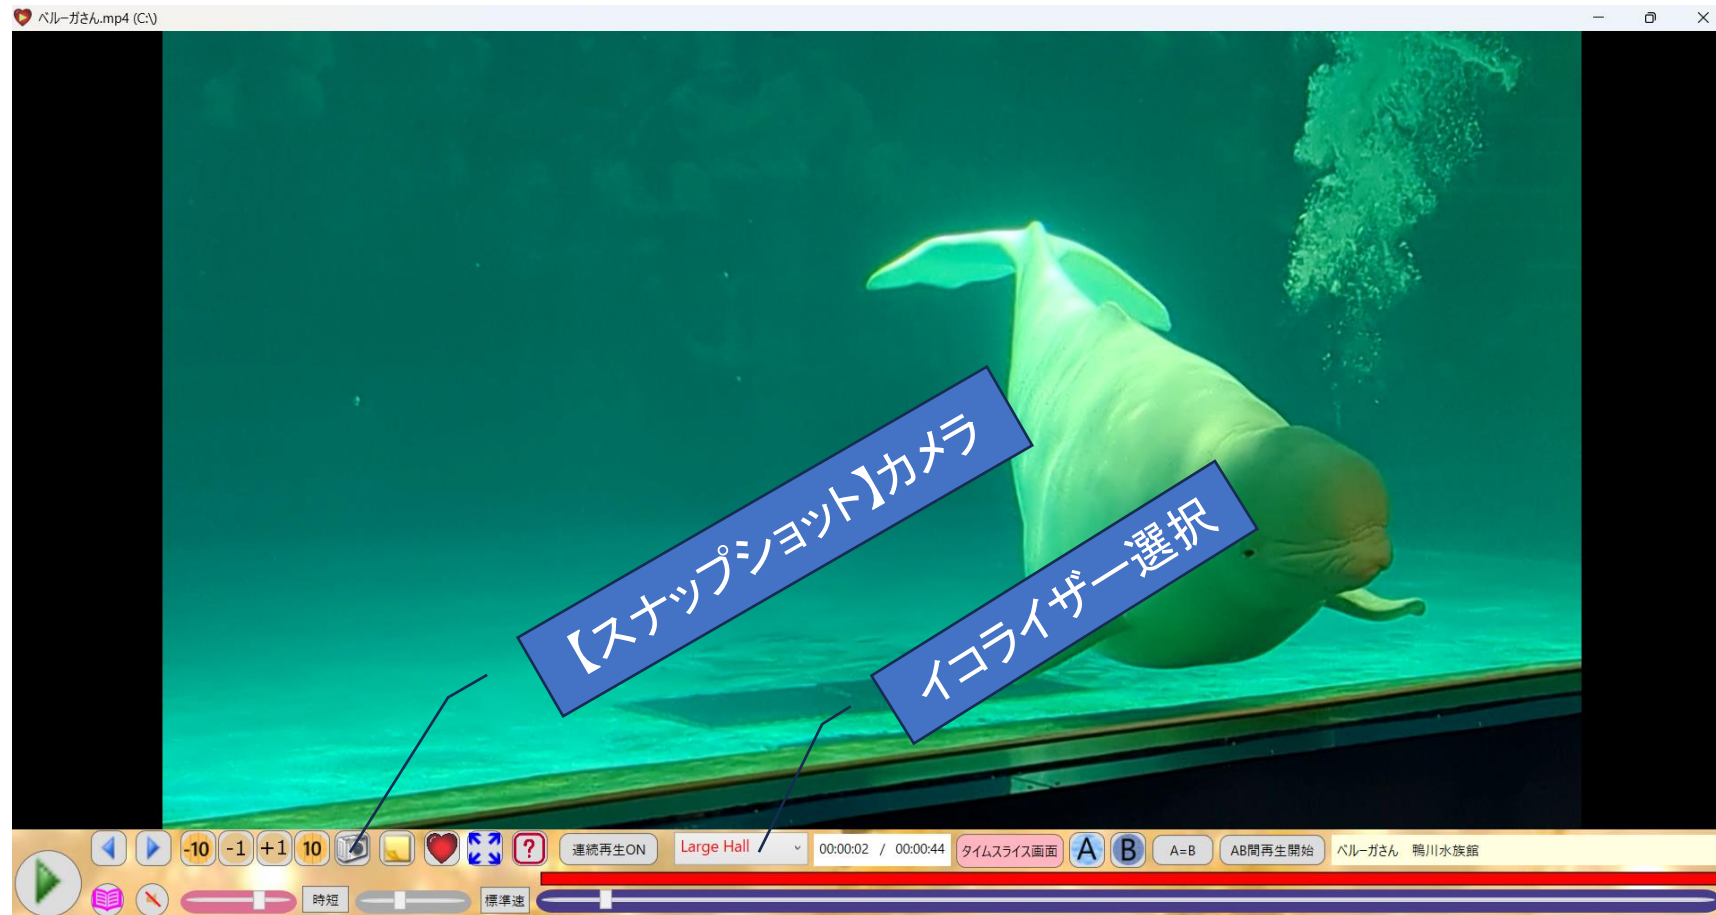 ベルーガさん.mp4 (C:\)
【スナップショット】カメラ
イコライザー選択
-10 -1 +1 10 ? 連続再生ON Large Hall 00:00:02 / 00:00:44 タイムスライス画面 A B A=B AB間再生開始 ベルーガさん 鴨川水族館
時短 標準速